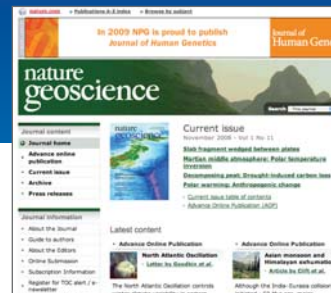 nature.com » Publications A-Z index » Browse by subject
In 2009 NPG is proud to publish
Journal of Human Genetics
Journal of
Human Gen
nature
geoscience
Search This journal
Journal content
Journal home
Advance online
publication
Current issue
Archive
Press releases
Journal information
About the Journal
Guide to authors
About the Editors
Online Submission
Subscription Information
Register for TOC alert / e-
newsletter
nature
geoscience
Current issue
November 2008 - Vol 1 No 11
Slab fragment wedged between plates
Martian middle atmosphere: Polar temperature
inversion
Decomposing peat: Drought-induced carbon loss
Polar warming: Anthropogenic change
Current issue table of contents
Advance Online Publication (AOP)
Latest content
Advance Online Publication
North Atlantic Oscillation
- Letter by Goodkin et al.
The North Atlantic Oscillation controls
Advance Online Publication
Asian monsoon and
Himalayan exhumatio
- Article by Clift et al.
Although the India-Eurasia collisio